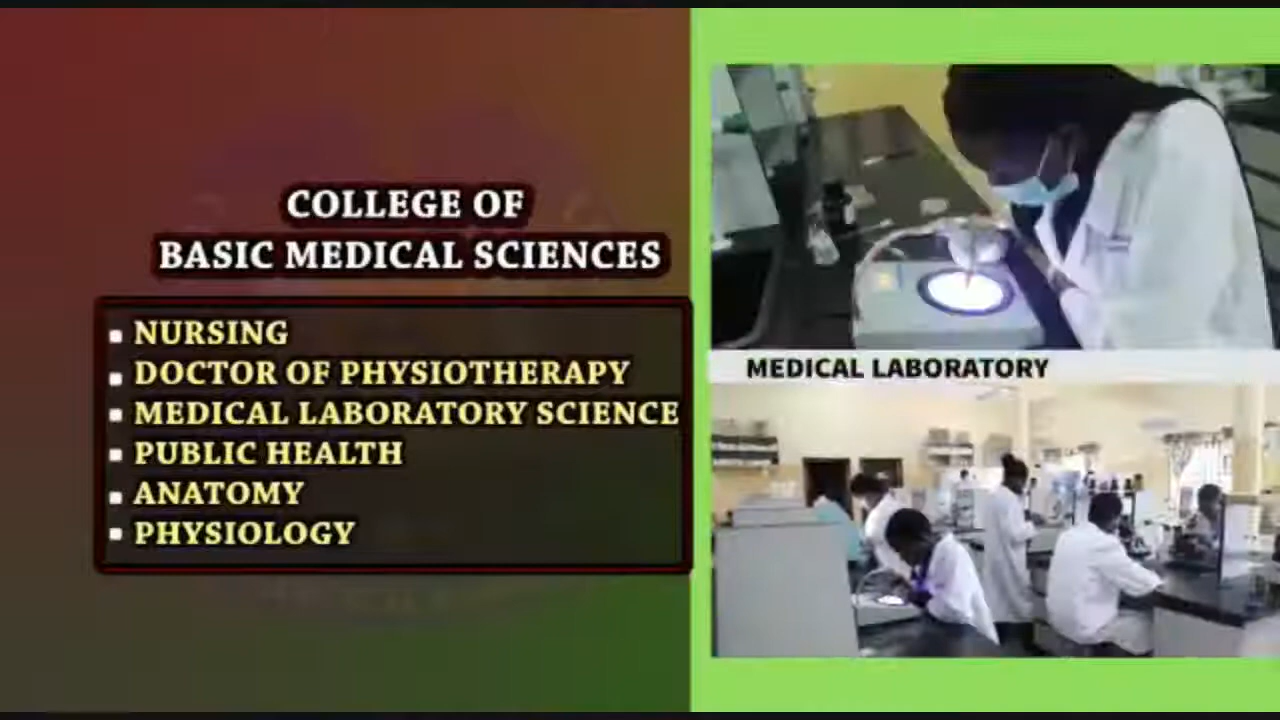 COLLEGE OF
BASIC MEDICAL SCIENCES
NURSING
DOCTOR OF PHYSIOTHERAPY
MEDICAL LABORATORY SCIENCE
PUBLIC HEALTH
ANATOMY
PHYSIOLOGY
MEDICAL LABORATORY